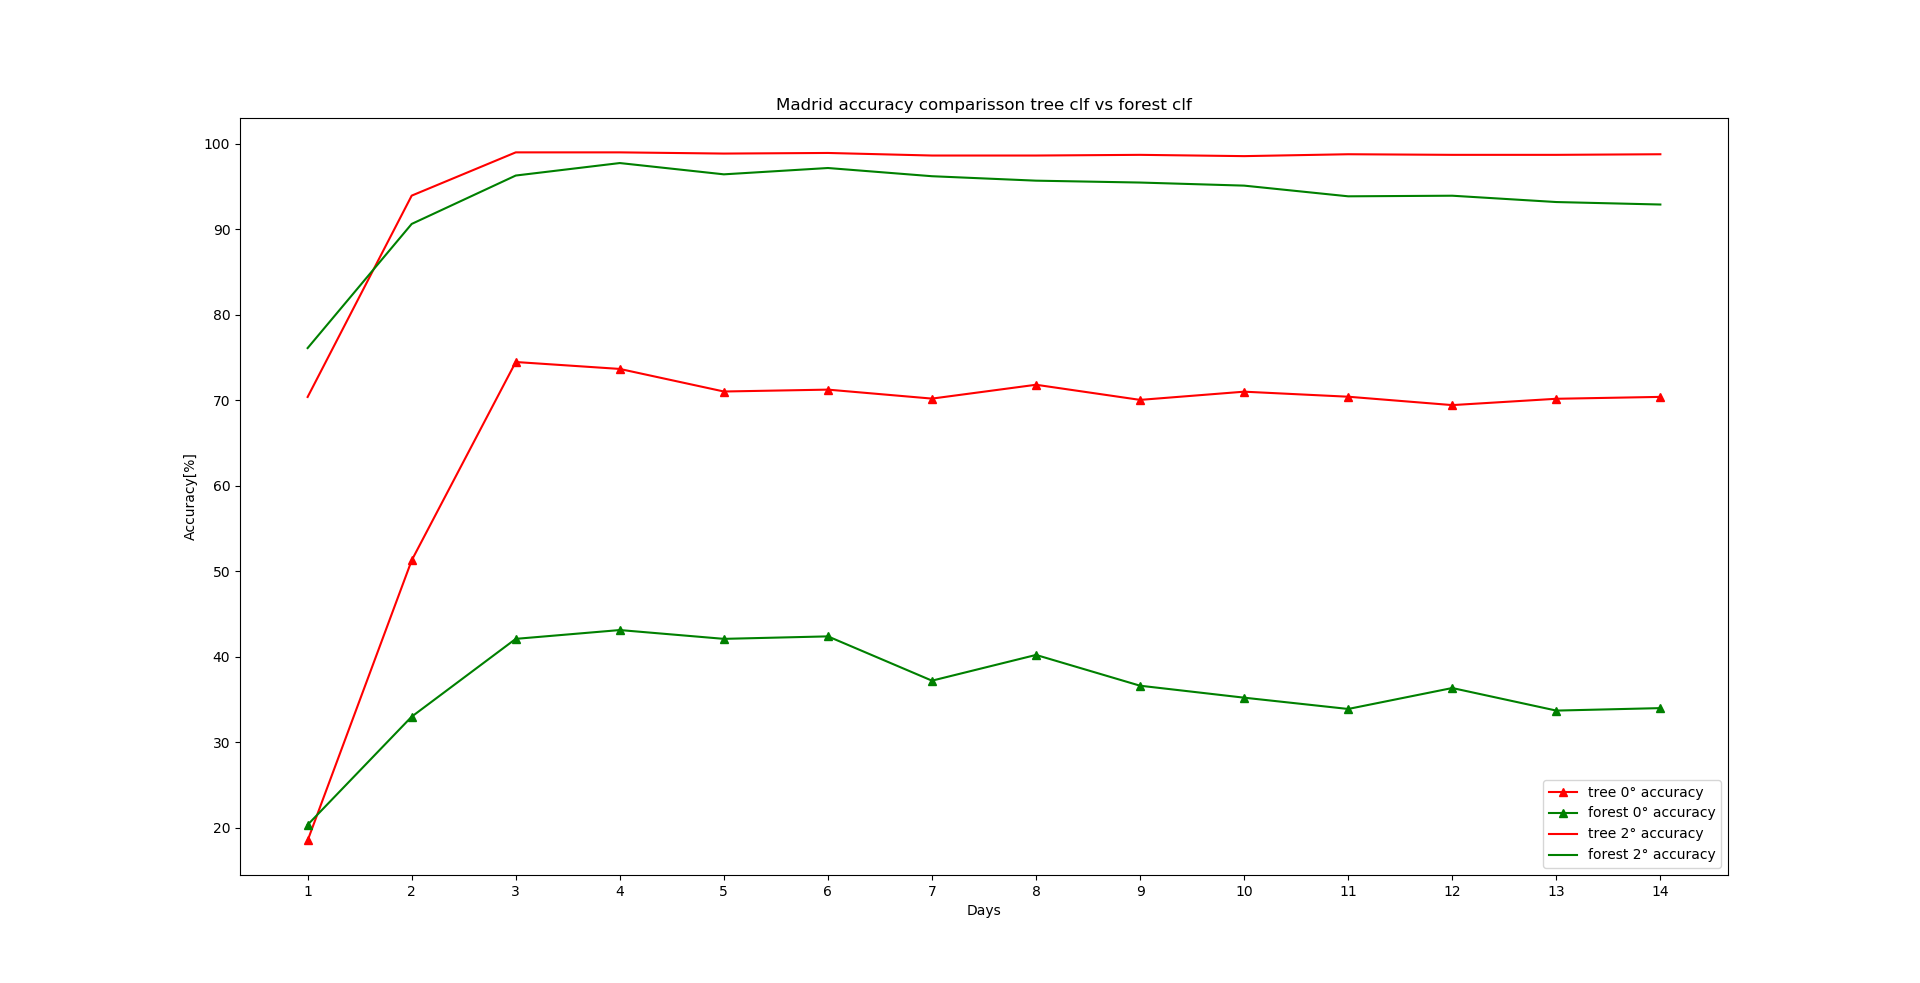 Madrid accuracy comparisson tree clf vs forest clf
100
90
80
70
60
50
40
30
20
Accuracy[%]
1 2 3 4 5 6 7 8 9 10 11 12 13 14
Days
tree 0° accuracy
forest 0° accuracy
tree 2° accuracy
forest 2° accuracy